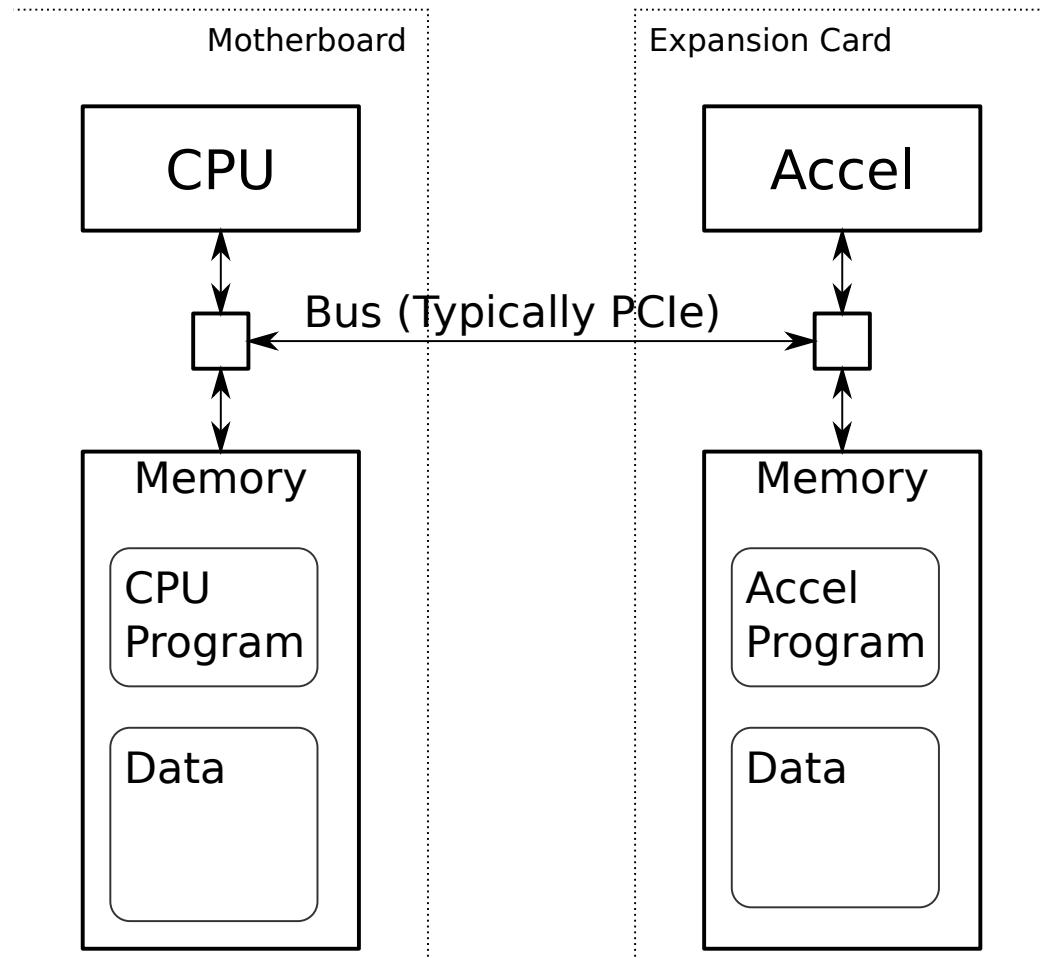 Motherboard
Expansion Card
CPU
Accel
Bus (Typically PCIe)
Memory
CPU
Program
Data
Memory
Accel
Program
Data